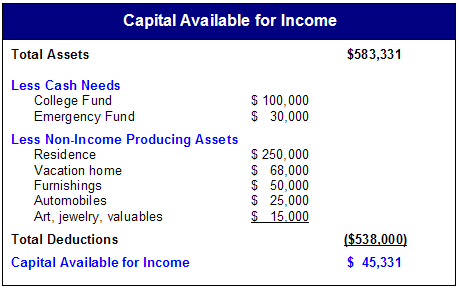 Capital Available for Income
Total Assets $583,331
Less Cash Needs
College Fund $ 100,000
Emergency Fund $ 30,000
Less Non-Income Producing Assets
Residence $ 250,000
Vacation home $ 68,000
Furnishings $ 50,000
Automobiles $ 25,000
Art, jewelry, valuables $ 15,000
Total Deductions ($538,000)
Capital Available for Income $ 45,331